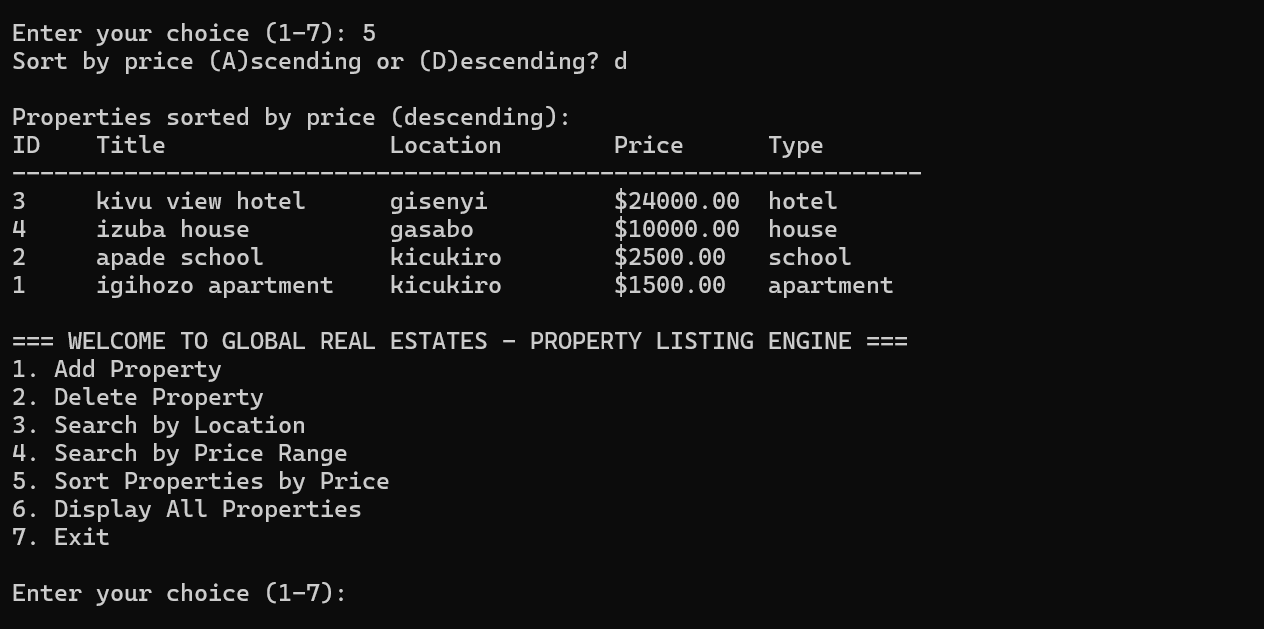 Enter your choice (1-7): 5
Sort by price (A)scending or (D)escending? d

Properties sorted by price (descending):
ID    Title                Location        Price      Type
-----------------------------------------------------------------
3     kivu view hotel      gisenyi         $24000.00  hotel
4     izuba house          gasabo          $10000.00  house
2     apade school         kicukiro        $2500.00   school
1     igihozo apartment    kicukiro        $1500.00   apartment

=== WELCOME TO GLOBAL REAL ESTATES - PROPERTY LISTING ENGINE ===
1. Add Property
2. Delete Property
3. Search by Location
4. Search by Price Range
5. Sort Properties by Price
6. Display All Properties
7. Exit

Enter your choice (1-7):